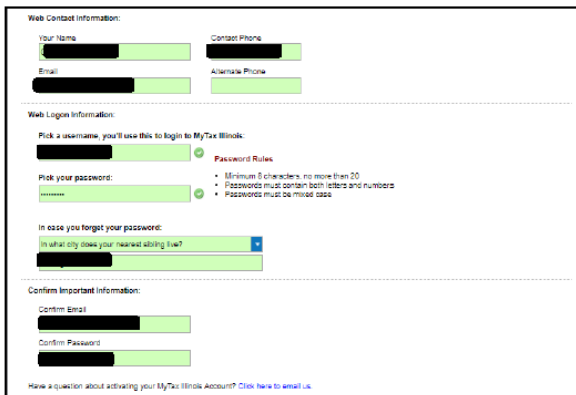 Web Contact Information:
Your Name Contact Phone
Email Alternate Phone
Web Logon Information:
Pick a username, you'll use this to login to MyTax Illinois:
Password Rules
Minimum 8 characters, no more than 20
Pick your password:
Passwords must contain both letters and numbers
•••••••••
Passwords must be mixed case
In case you forget your password:
In what city does your nearest sibling live?
Confirm Important Information:
Confirm Email
Confirm Password
Have a question about activating your MyTax Illinois Account? Click here to email us.